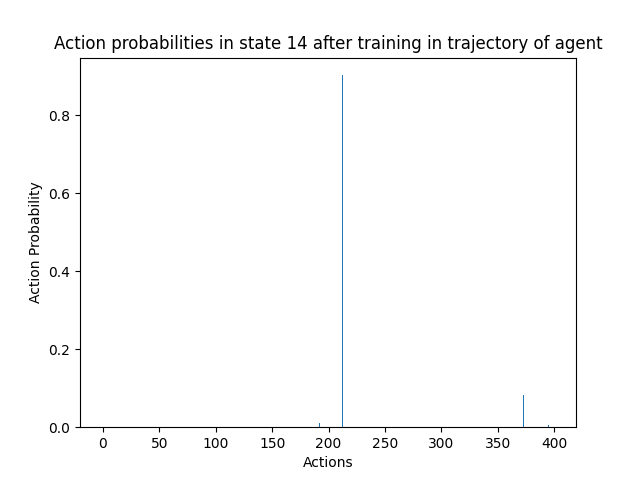 Action probabilities in state 14 after training in trajectory of agent
Action Probability
0.8
0.6
0.4
0.2
0.0
0 50 100 150 200 250 300 350 400
Actions